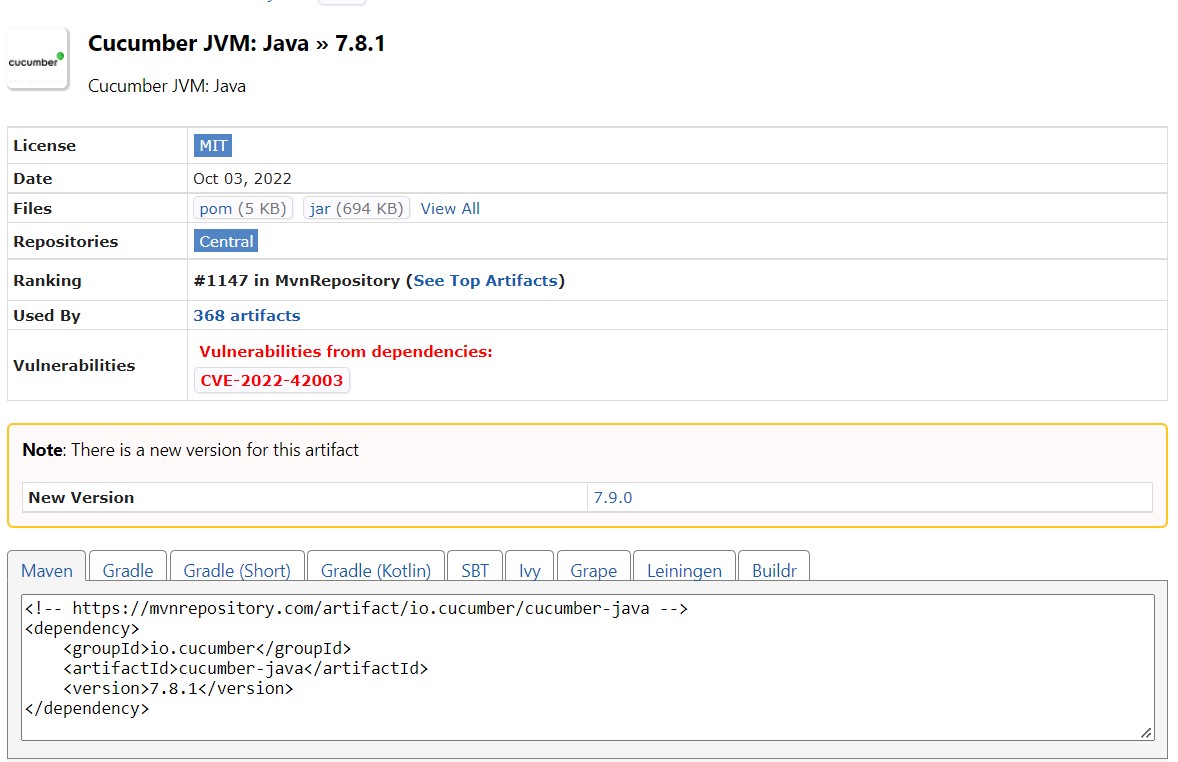 Cucumber JVM: Java » 7.8.1
cucumber
Cucumber JVM: Java
License MIT
Date Oct 03, 2022
Files pom (5 KB) jar (694 KB) View All
Repositories Central
Ranking #1147 in MvnRepository (See Top Artifacts)
Used By 368 artifacts
Vulnerabilities Vulnerabilities from dependencies:
CVE-2022-42003
Note: There is a new version for this artifact
New Version 7.9.0
Maven Gradle Gradle (Short) Gradle (Kotlin) SBT Ivy Grape Leiningen Buildr
<!-- https://mvnrepository.com/artifact/io.cucumber/cucumber-java -->
<dependency>
    <groupId>io.cucumber</groupId>
    <artifactId>cucumber-java</artifactId>
    <version>7.8.1</version>
</dependency>